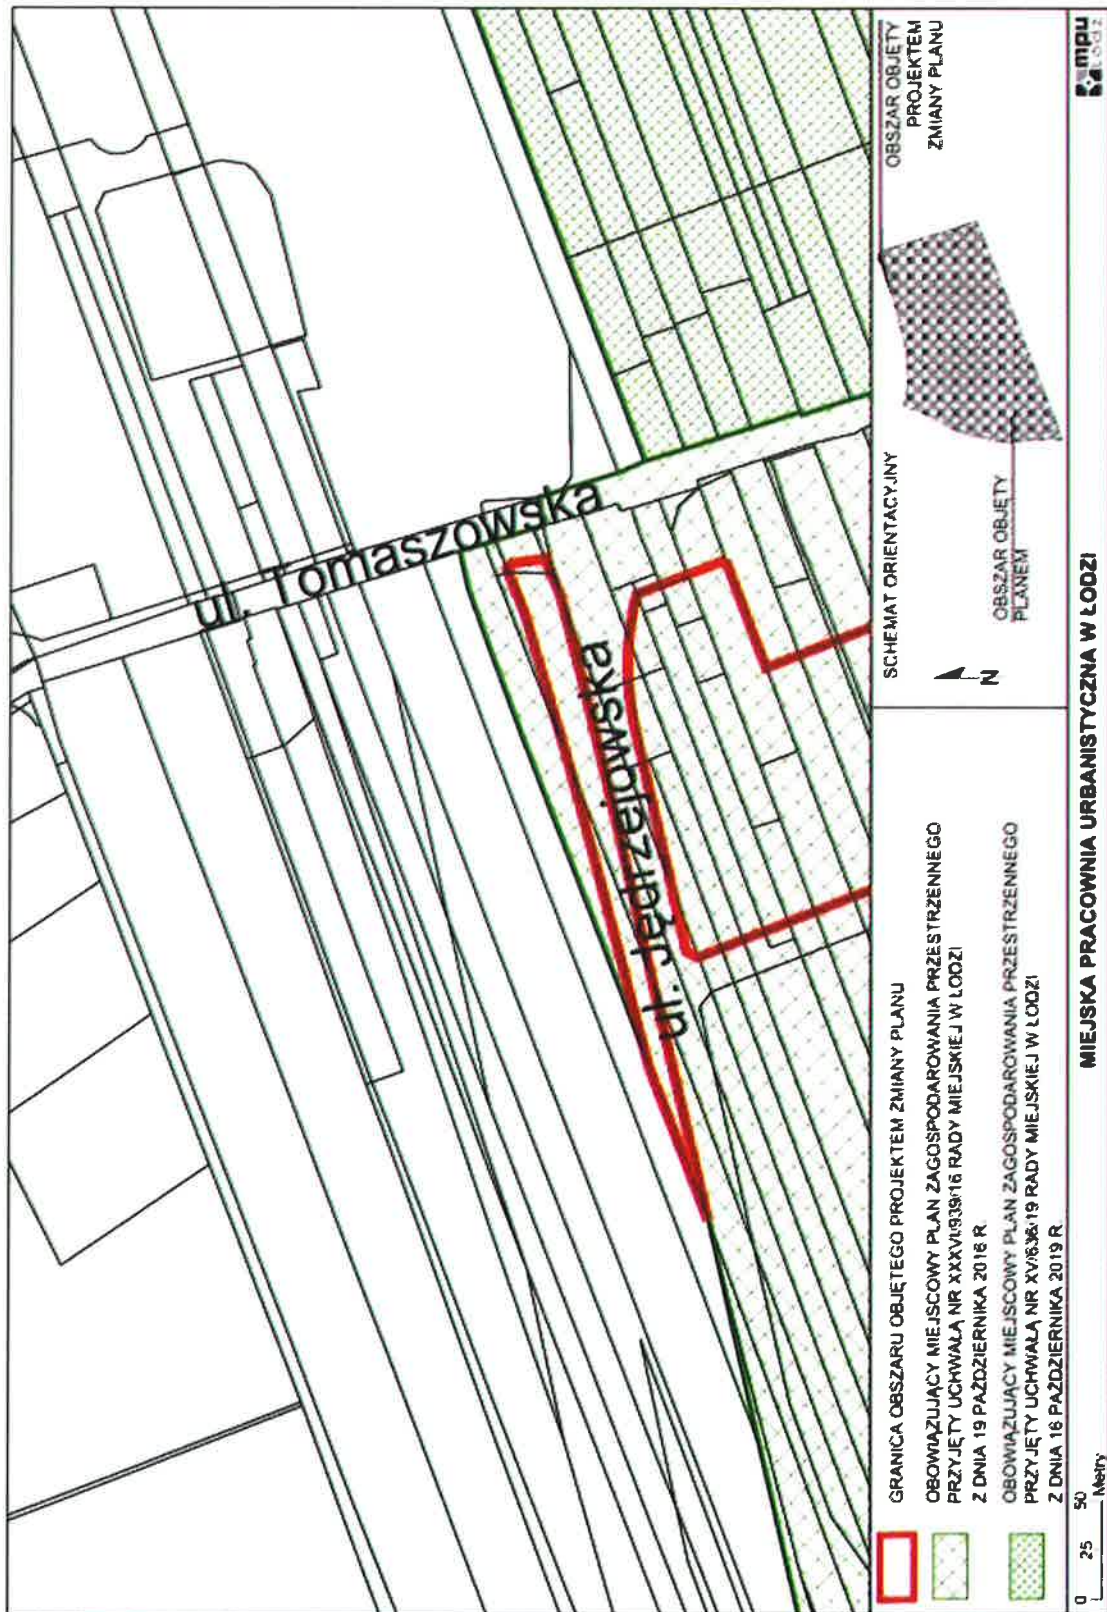 ul. Tomaszowska
ul. Jędrzejowska
GRANICA OBSZARU OBJĘTEGO PROJEKTEM ZMIANY PLANU
OBOWIĄZUJĄCY MIEJSCOWY PLAN ZAGOSPODAROWANIA PRZESTRZENNEGO
PRZYJĘTY UCHWAŁĄ NR XXXVI/939/16 RADY MIEJSKIEJ W ŁODZI
Z DNIA 19 PAŹDZIERNIKA 2016 R.
OBOWIĄZUJĄCY MIEJSCOWY PLAN ZAGOSPODAROWANIA PRZESTRZENNEGO
PRZYJĘTY UCHWAŁĄ NR XV/636/19 RADY MIEJSKIEJ W ŁODZI
Z DNIA 16 PAŹDZIERNIKA 2019 R.
SCHEMAT ORIENTACYJNY
N
OBSZAR OBJĘTY
PROJEKTEM
ZMIANY PLANU
OBSZAR OBJĘTY
PLANEM
0 25 50
Metry
MIEJSKA PRACOWNIA URBANISTYCZNA W ŁODZI
mpu
Łódź